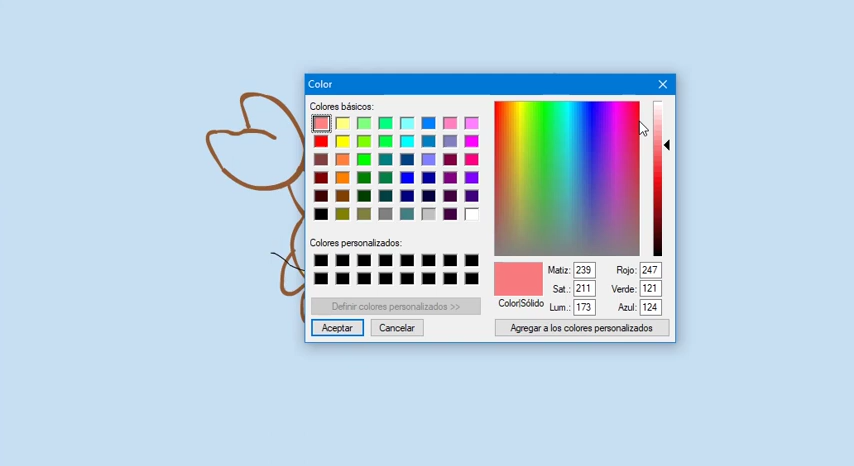 Color
Colores básicos:
Colores personalizados:
Definir colores personalizados >>
Aceptar
Cancelar
Color|Sólido
Matiz: 239
Sat.: 211
Lum.: 173
Rojo: 247
Verde: 121
Azul: 124
Agregar a los colores personalizados